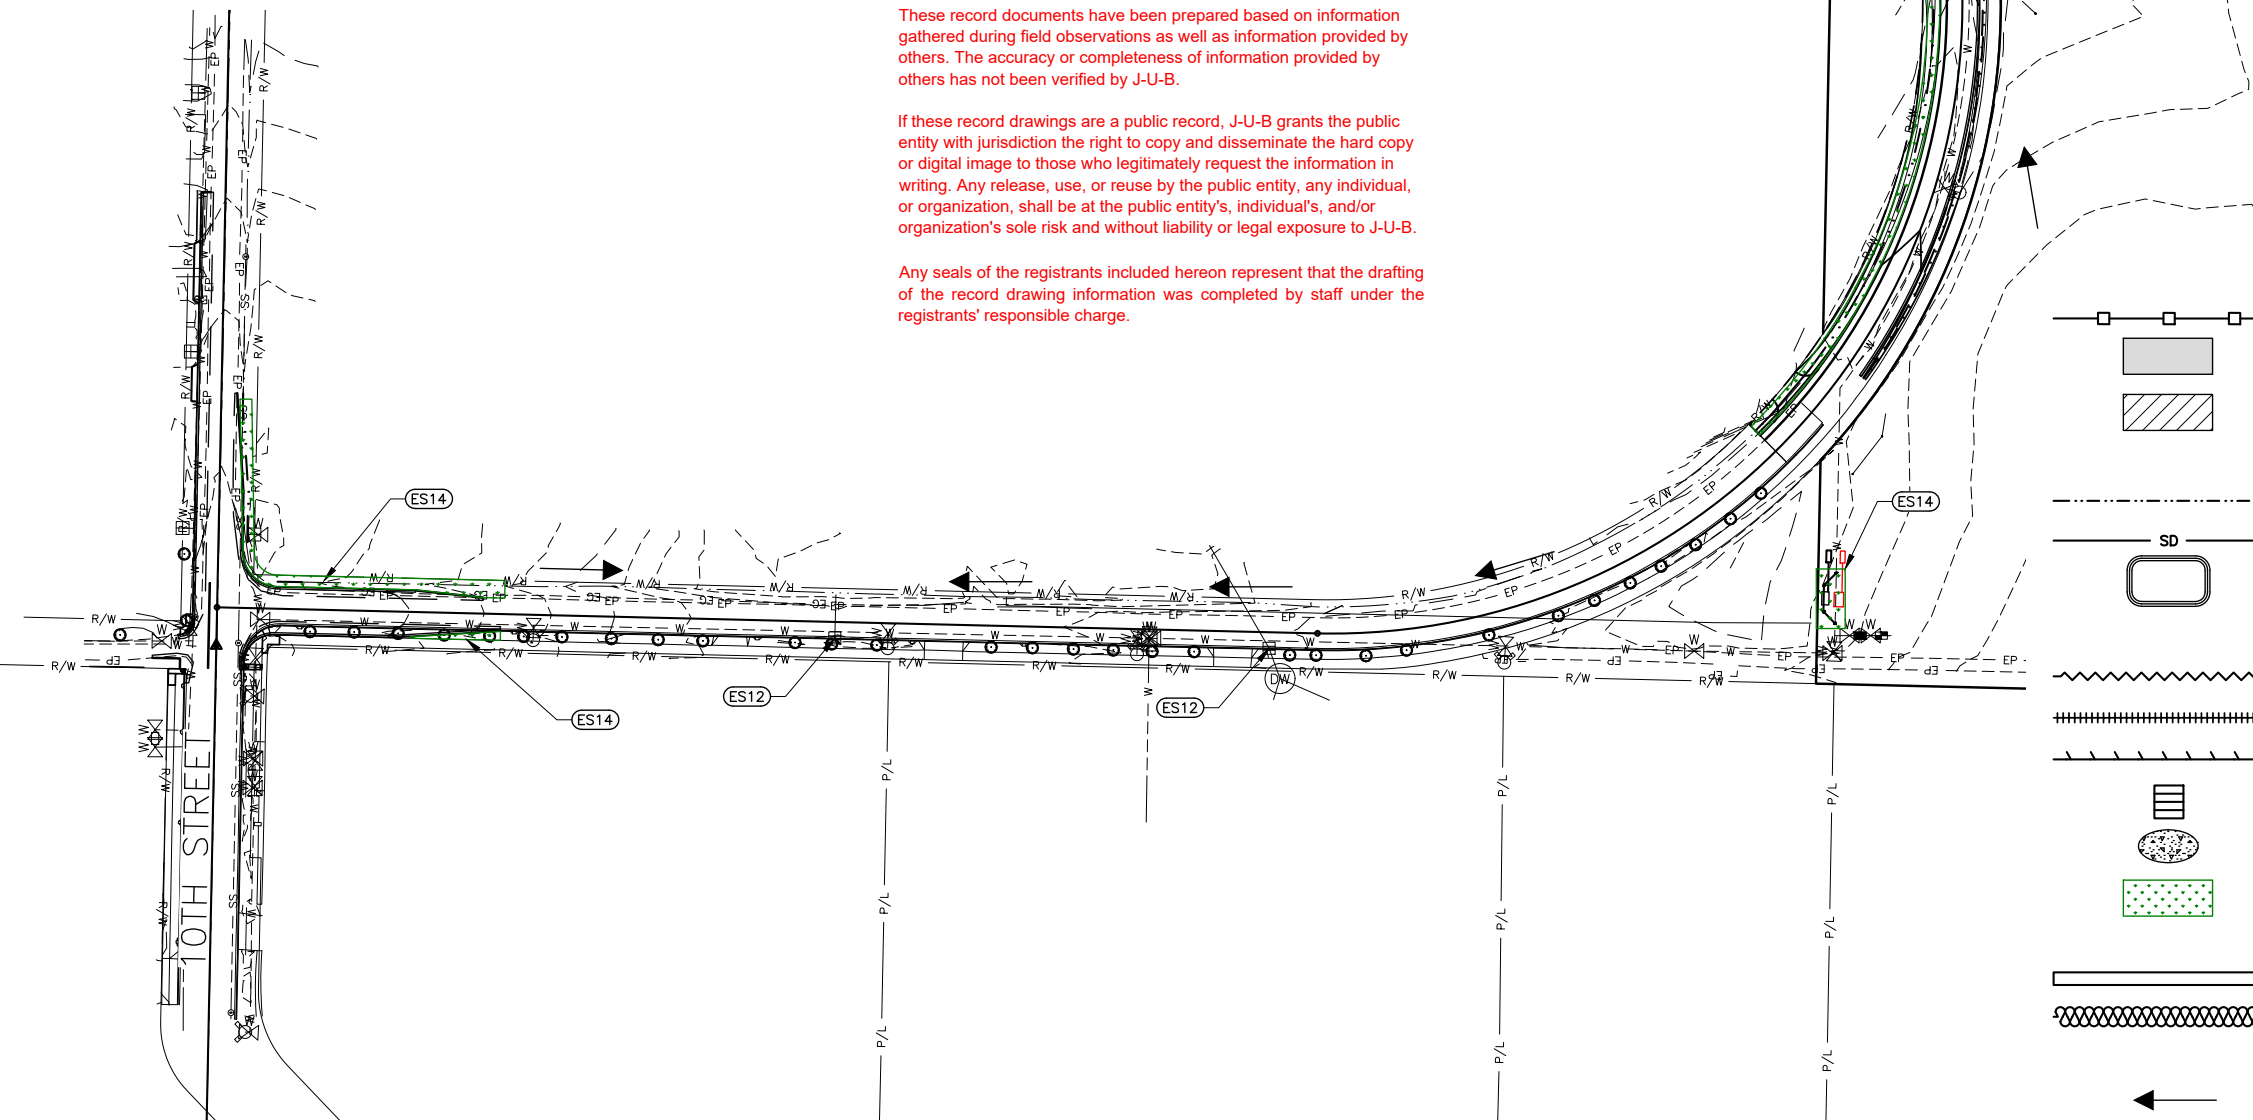 These record documents have been prepared based on information
gathered during field observations as well as information provided by
others. The accuracy or completeness of information provided by
others has not been verified by J-U-B.
If these record drawings are a public record, J-U-B grants the public
entity with jurisdiction the right to copy and disseminate the hard copy
or digital image to those who legitimately request the information in
writing. Any release, use, or reuse by the public entity, any individual,
or organization, shall be at the public entity's, individual's, and/or
organization's sole risk and without liability or legal exposure to J-U-B.
Any seals of the registrants included hereon represent that the drafting
of the record drawing information was completed by staff under the
registrants' responsible charge.
ES14
ES14
SD
R/W
R/W
R/W
EP
EP
EP
DW
ES12
ES12
ES14
10TH STREET
SS
SS
P/L
P/L
P/L
P/L
P/L
P/L
P/L
P/L
P/L